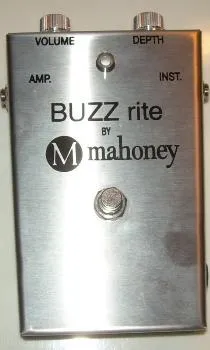 VOLUME DEPTH
AMP. INST.
BUZZ rite
BY
M mahoney